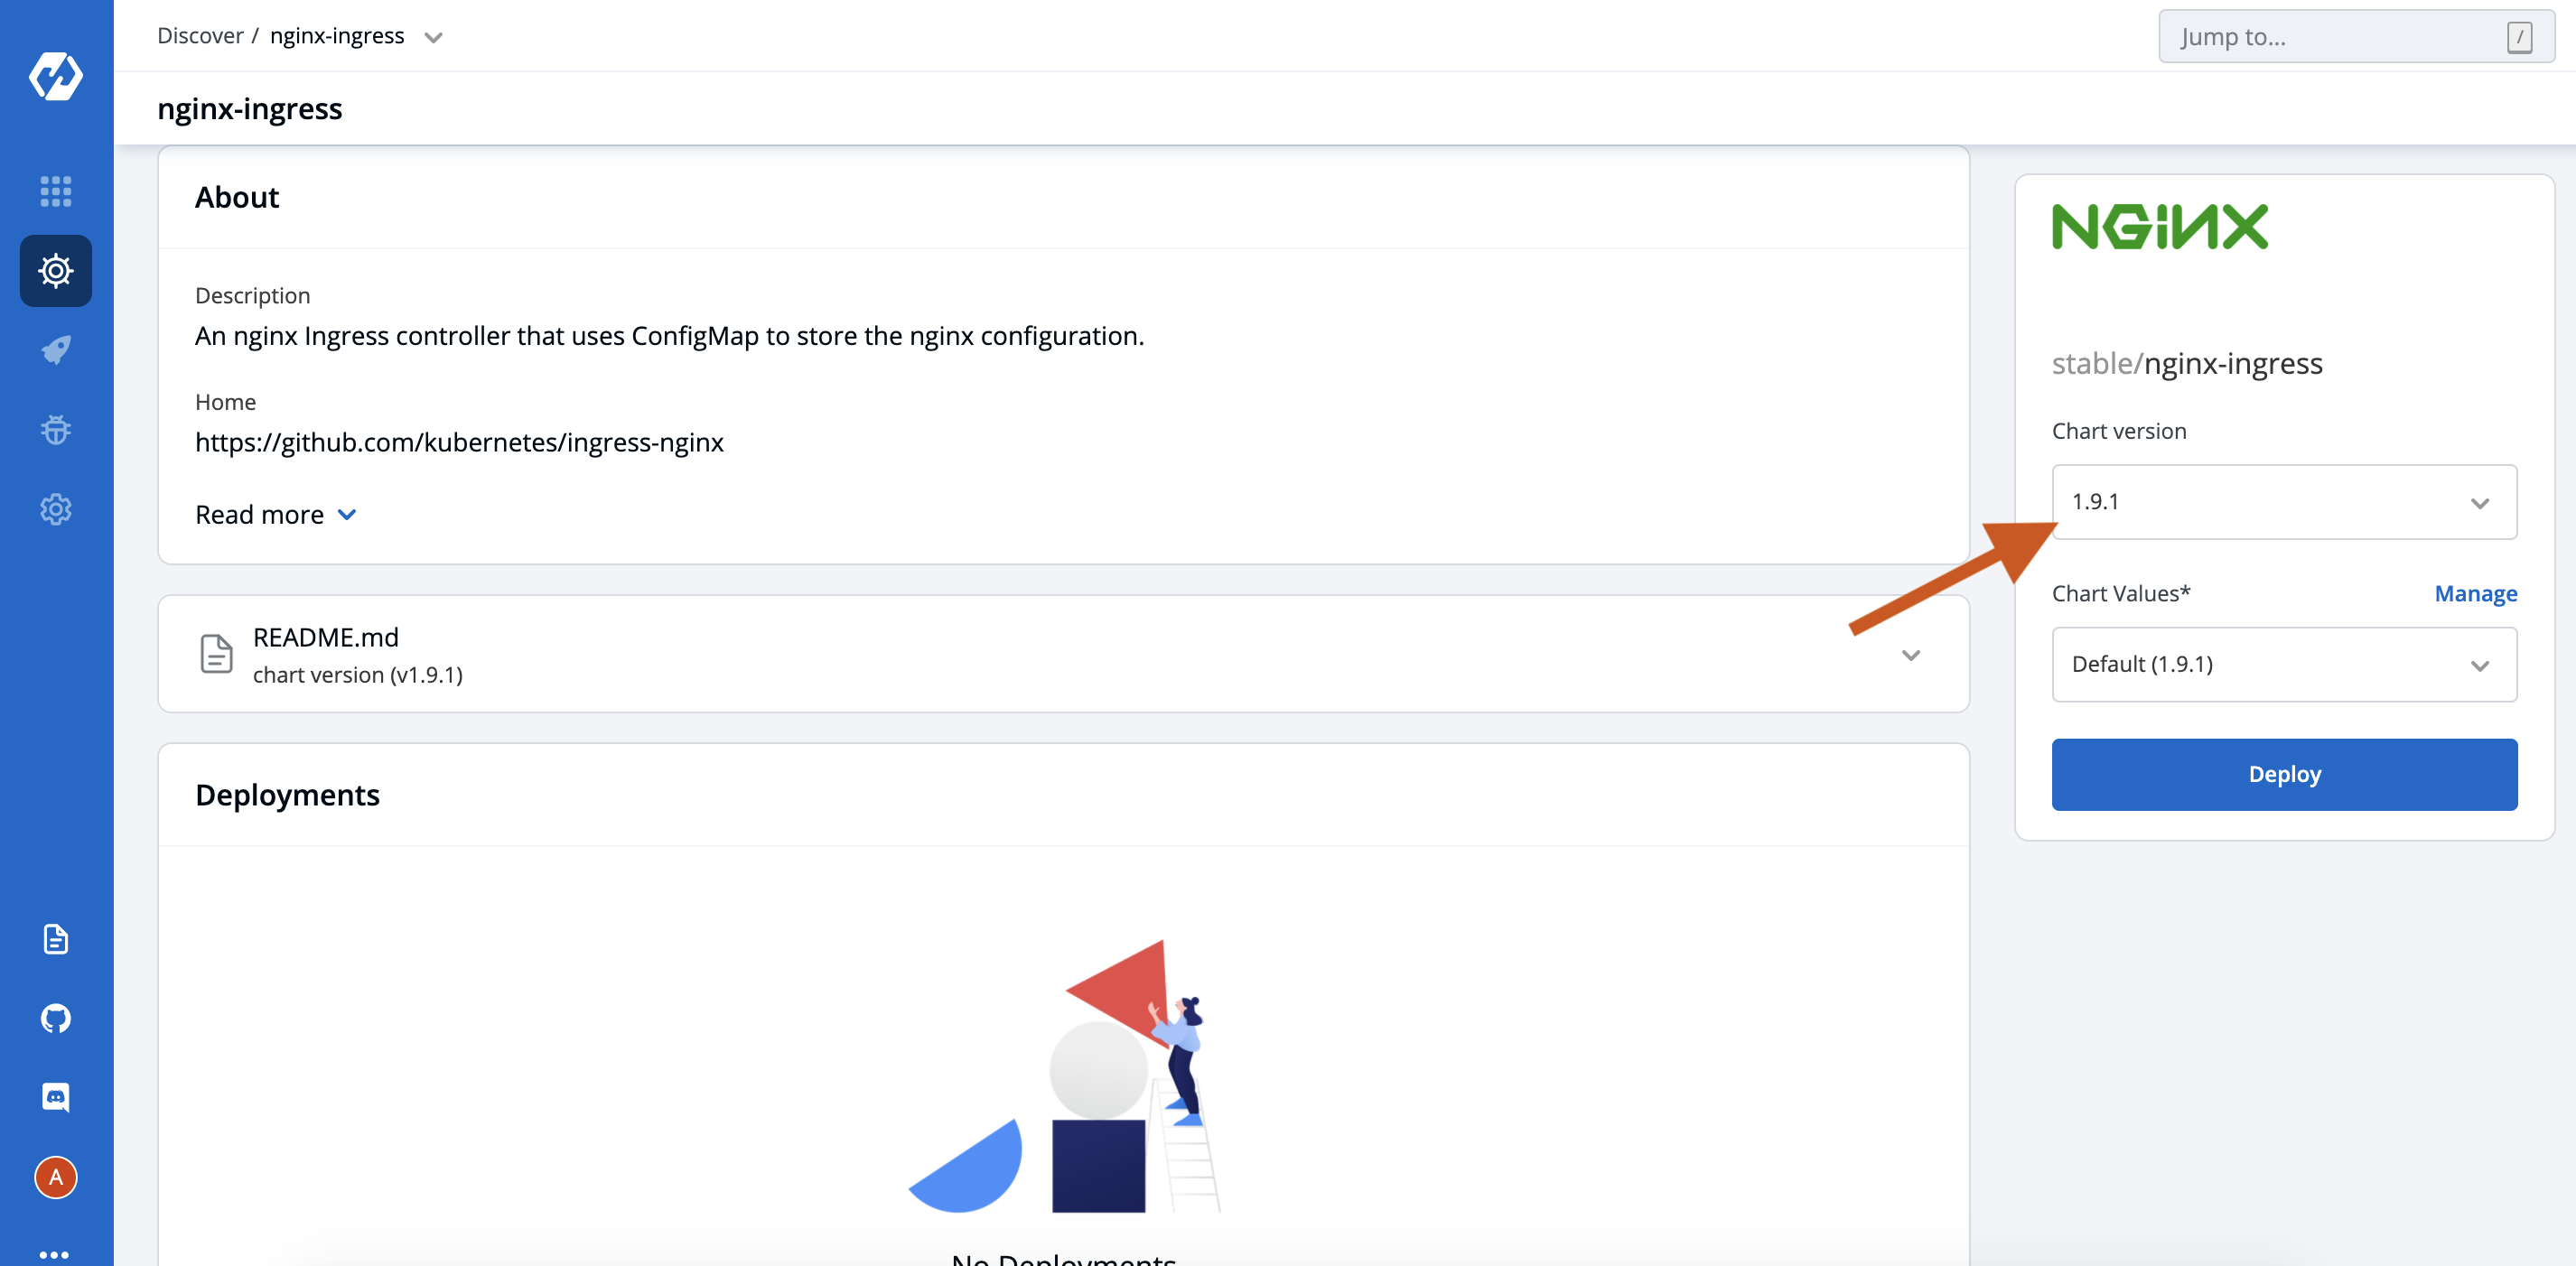 Discover / nginx-ingress
Jump to...
/
nginx-ingress
About
Description
An nginx Ingress controller that uses ConfigMap to store the nginx configuration.
Home
https://github.com/kubernetes/ingress-nginx
Read more
README.md
chart version (v1.9.1)
Deployments
No Deployments
NGiNX
stable/nginx-ingress
Chart version
1.9.1
Chart Values*
Manage
Default (1.9.1)
Deploy
A